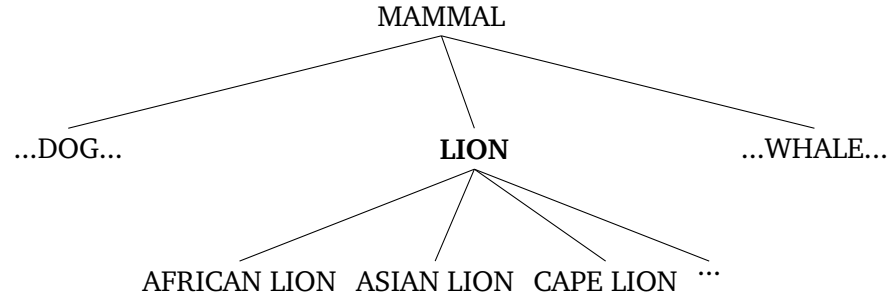 MAMMAL
...DOG... LION ...WHALE...
AFRICAN LION ASIAN LION CAPE LION ...